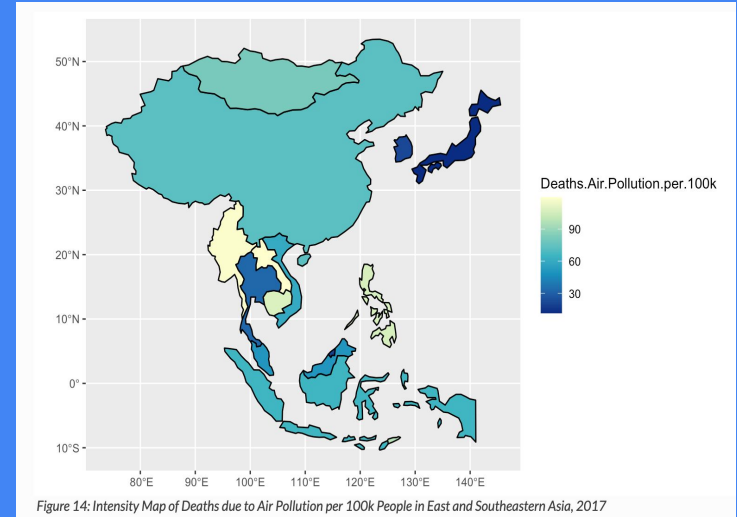 50°N
40°N
30°N
20°N
10°N
0°
10°S
80°E
90°E
100°E
110°E
120°E
130°E
140°E
Deaths.Air.Pollution.per.100k
90
60
30
Figure 14: Intensity Map of Deaths due to Air Pollution per 100k People in East and Southeastern Asia, 2017